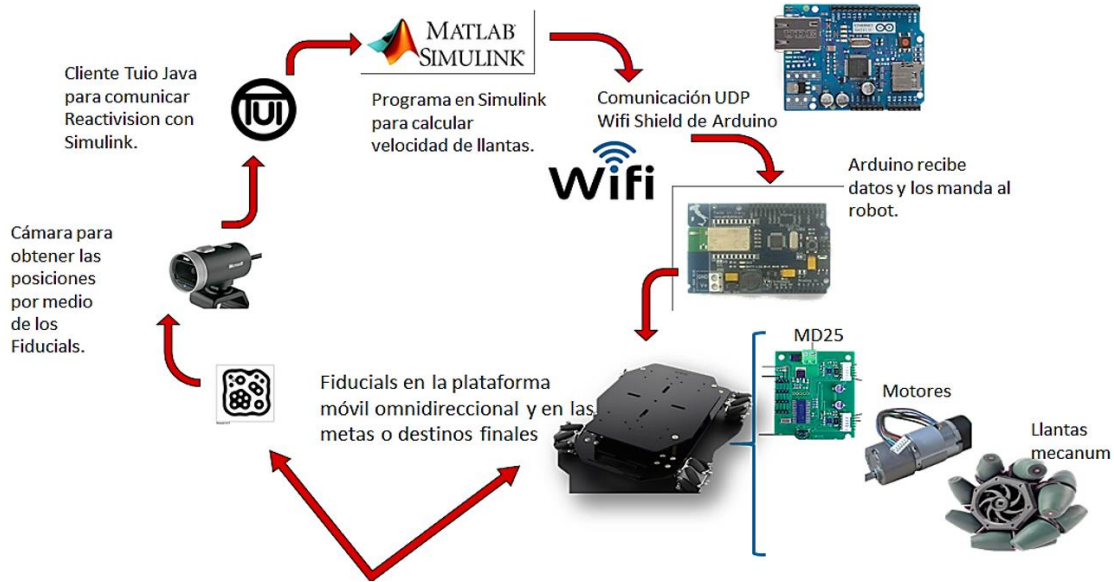 MATLAB
SIMULINK
Cliente Tuio Java
para comunicar
Reactivision con
Simulink.
TUI
Programa en Simulink
para calcular
velocidad de llantas.
Comunicación UDP
Wifi Shield de Arduino
Wifi
Arduino recibe
datos y los manda al
robot.
Cámara para
obtener las
posiciones
por medio
de los
Fiducials.
Microsoft
Fiducials en la plataforma
móvil omnidireccional y en las
metas o destinos finales
MD25
Motores
Llantas
mecanum